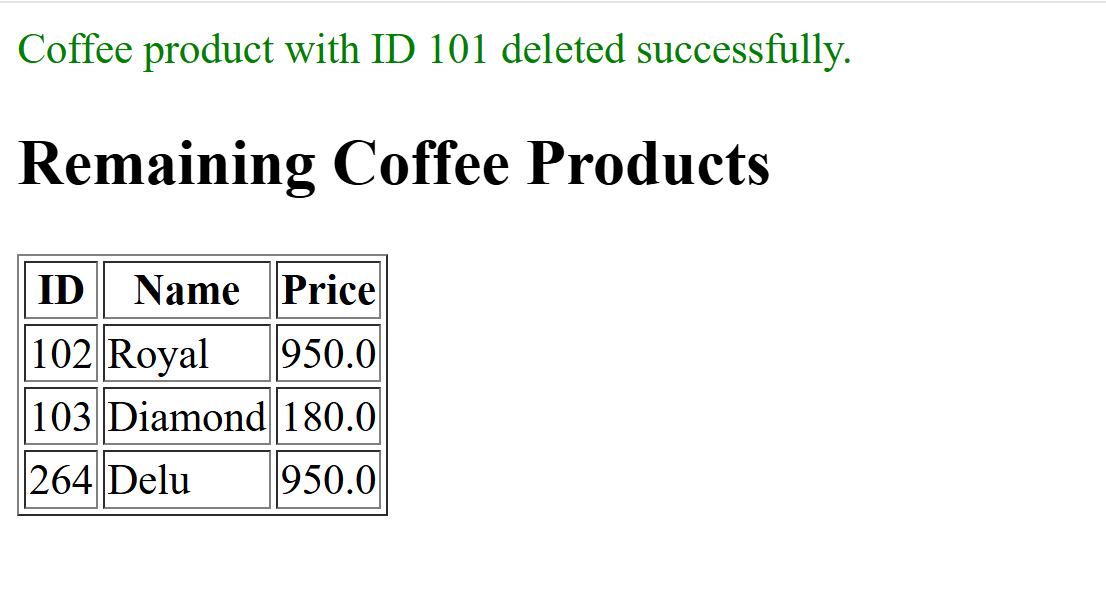 Coffee product with ID 101 deleted successfully.
Remaining Coffee Products
ID Name Price
102 Royal 950.0
103 Diamond 180.0
264 Delu 950.0